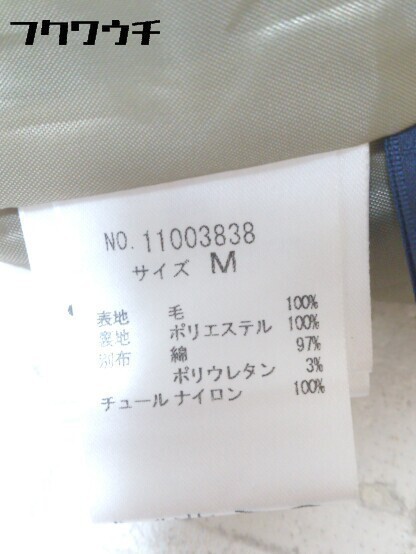 フクワウチ
NO. 11003838
サイズ M
表地 毛 100%
裏地 ポリエステル 100%
別布 綿 97%
ポリウレタン 3%
チュール ナイロン 100%